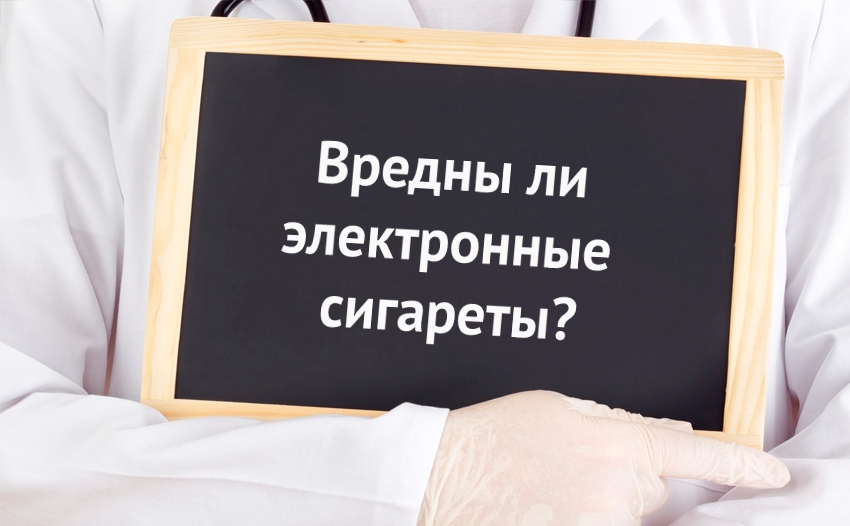 Вредны ли
электронные
сигареты?